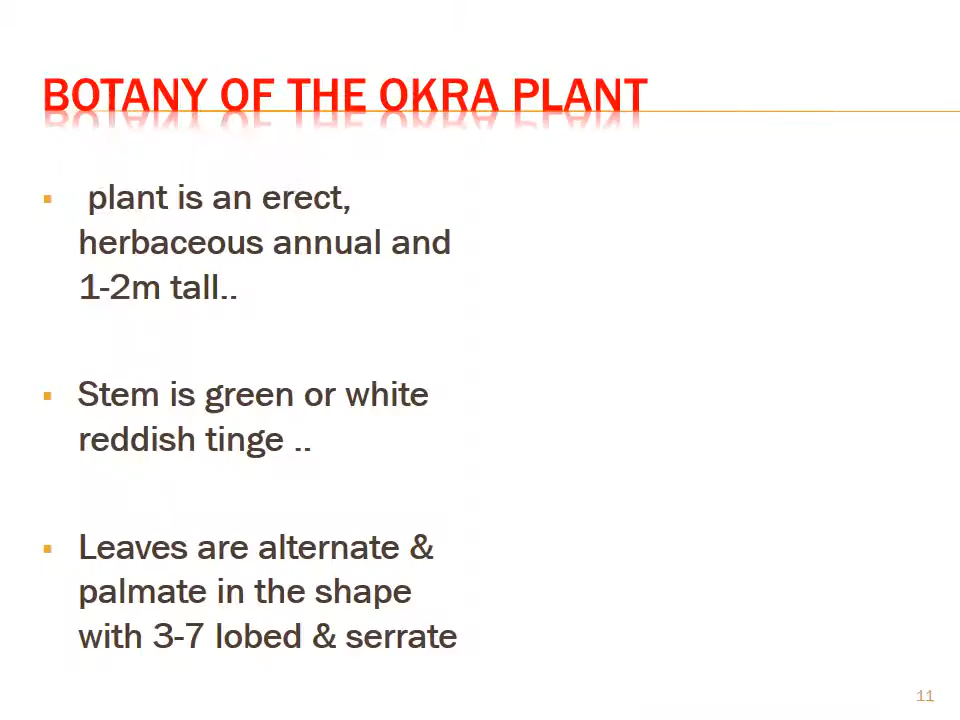 BOTANY OF THE OKRA PLANT
▪ plant is an erect,
herbaceous annual and
1-2m tall..
▪ Stem is green or white
reddish tinge ..
▪ Leaves are alternate &
palmate in the shape
with 3-7 lobed & serrate
11